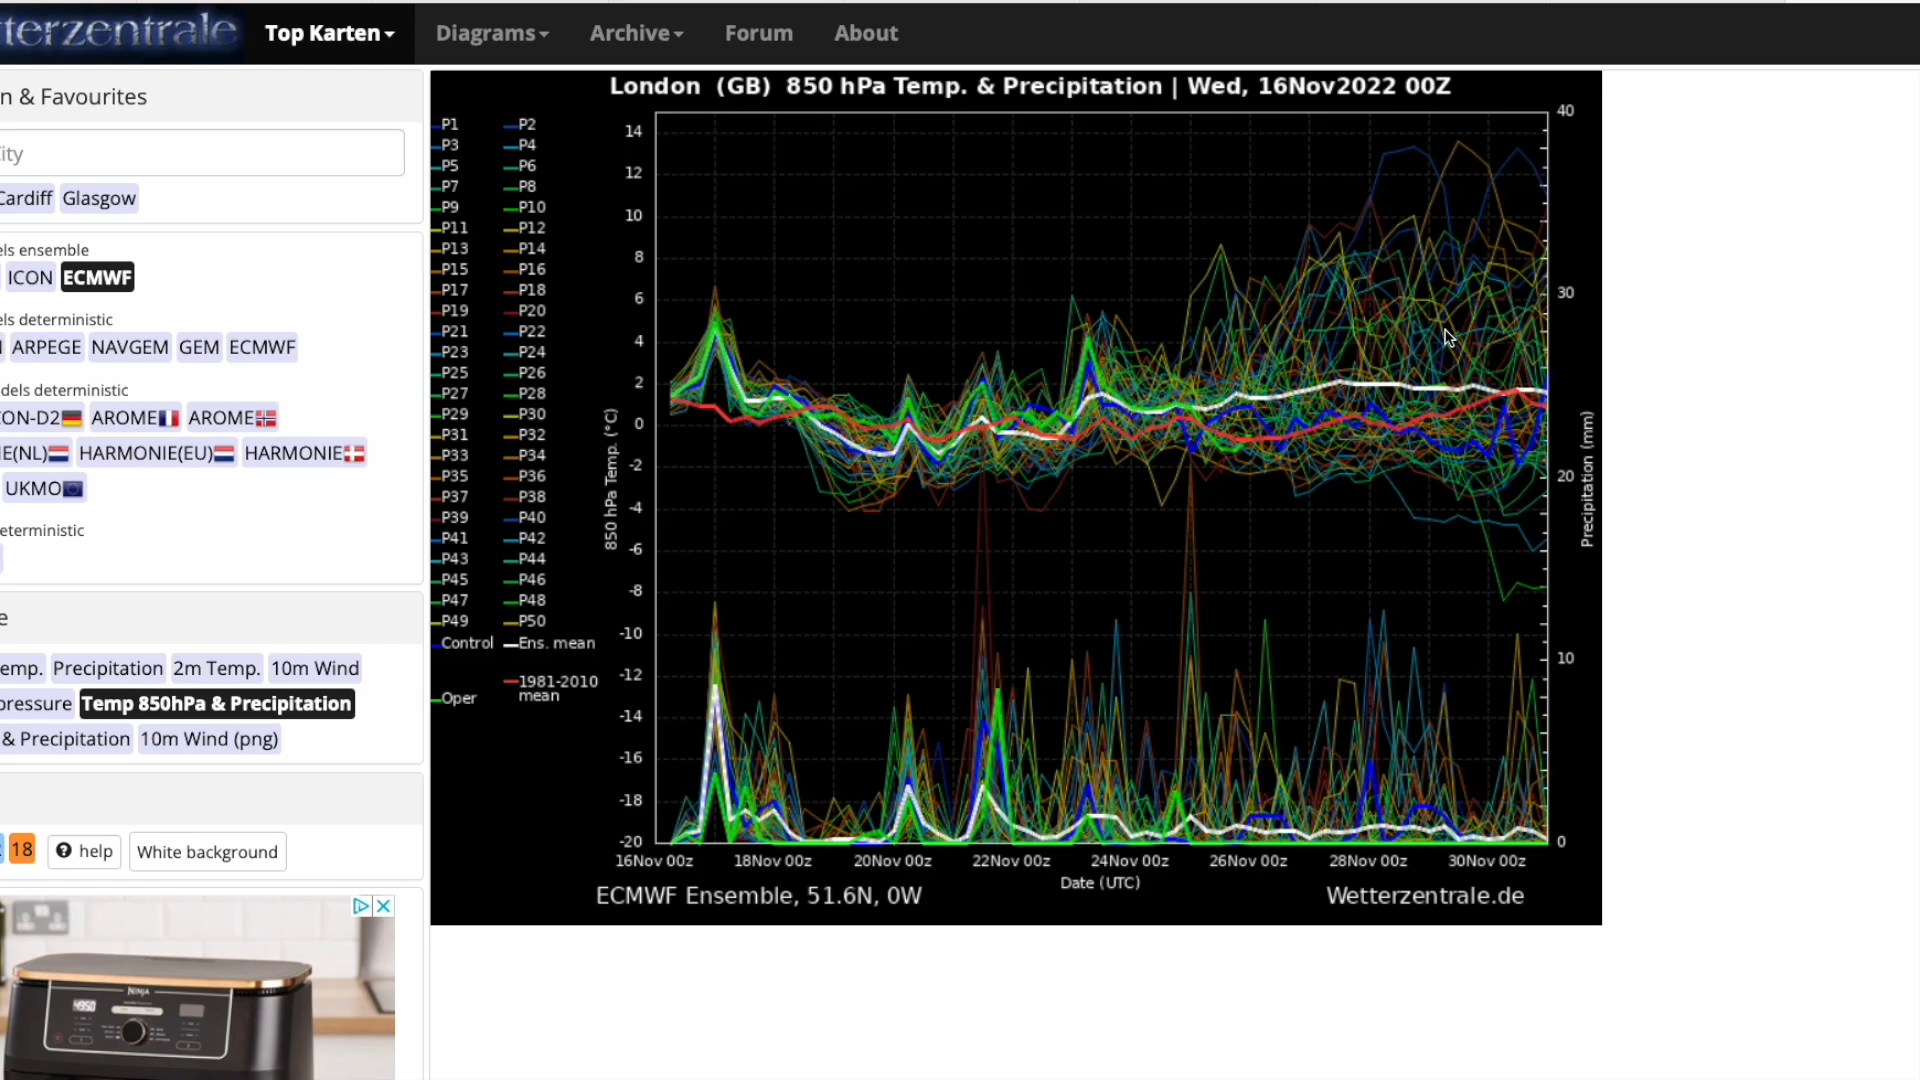 tterzentrale Top Karten Diagrams Archive Forum About
n & Favourites
ity
Cardiff Glasgow
els ensemble
ICON ECMWF
els deterministic
ARPEGE NAVGEM GEM ECMWF
dels deterministic
ON-D2 AROME AROME
IE(NL) HARMONIE(EU) HARMONIE
UKMO
eterministic
e
emp. Precipitation 2m Temp. 10m Wind
pressure Temp 850hPa & Precipitation
& Precipitation 10m Wind (png)
18 help White background
NINJA
London (GB) 850 hPa Temp. & Precipitation | Wed, 16Nov2022 00Z
P1 P2
P3 P4
P5 P6
P7 P8
P9 P10
P11 P12
P13 P14
P15 P16
P17 P18
P19 P20
P21 P22
P23 P24
P25 P26
P27 P28
P29 P30
P31 P32
P33 P34
P35 P36
P37 P38
P39 P40
P41 P42
P43 P44
P45 P46
P47 P48
P49 P50
Control Ens. mean
1981-2010
mean
Oper
850 hPa Temp. (°C)
14
12
10
8
6
4
2
0
-2
-4
-6
-8
-10
-12
-14
-16
-18
-20
40
30
20
10
0
Precipitation (mm)
16Nov 00z 18Nov 00z 20Nov 00z 22Nov 00z 24Nov 00z 26Nov 00z 28Nov 00z 30Nov 00z
Date (UTC)
ECMWF Ensemble, 51.6N, 0W Wetterzentrale.de